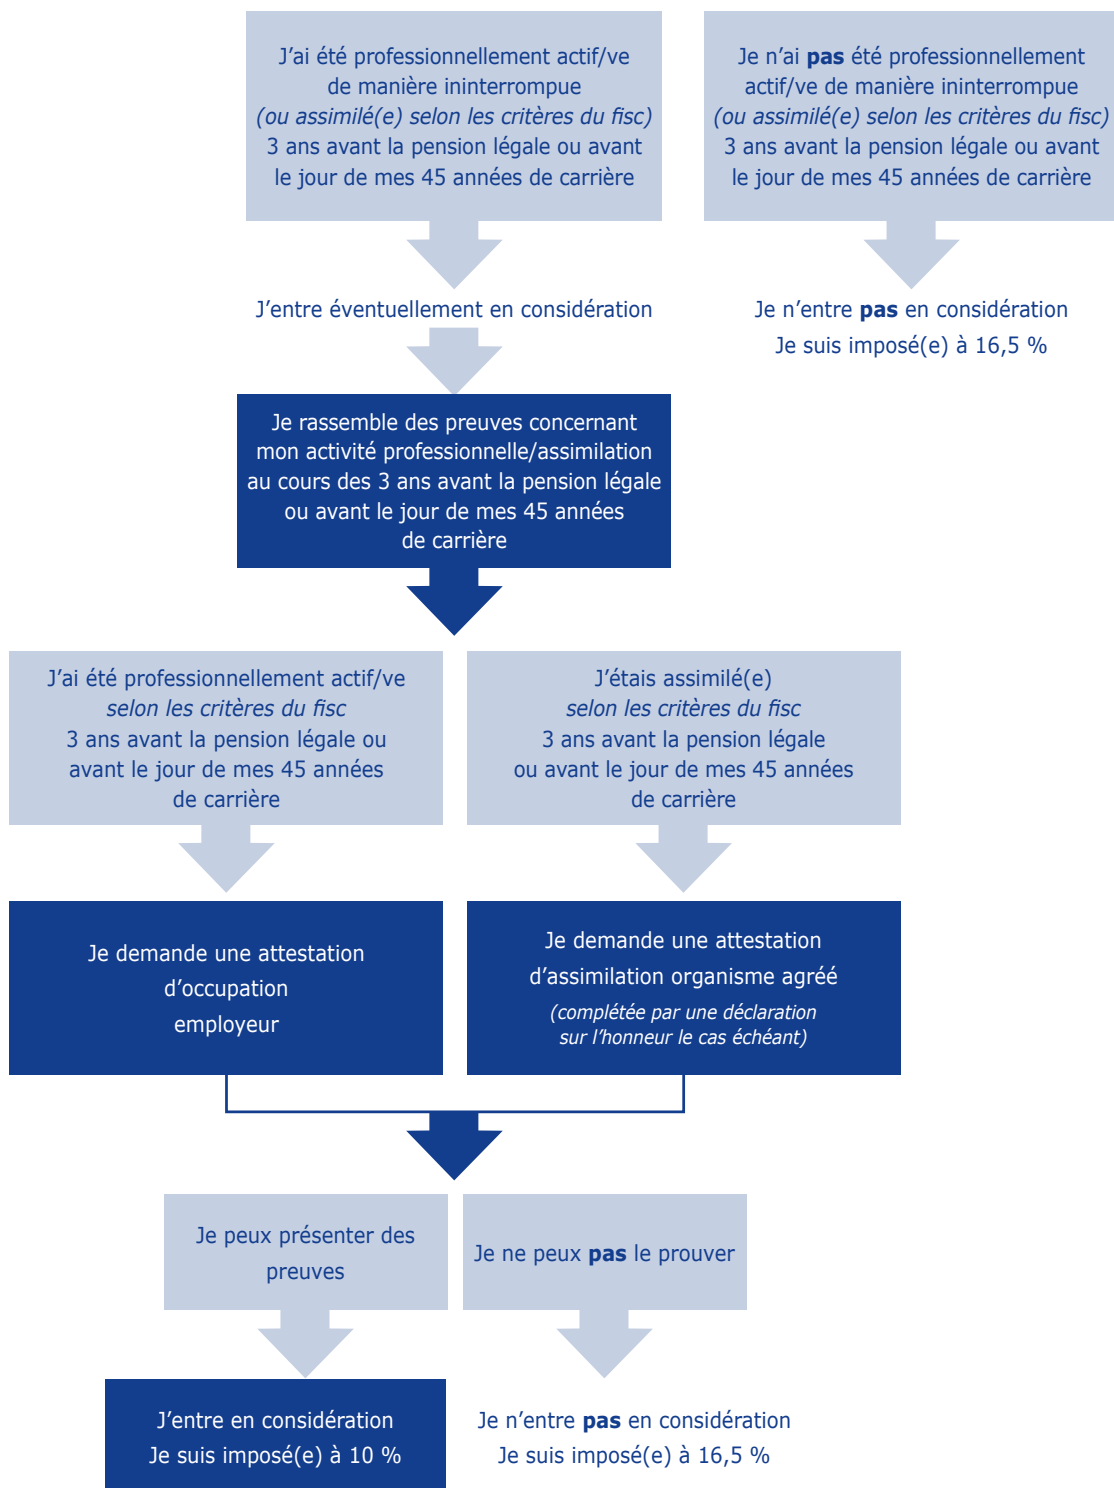 J'ai été professionnellement actif/ve
de manière ininterrompue
(ou assimilé(e) selon les critères du fisc)
3 ans avant la pension légale ou avant
le jour de mes 45 années de carrière
Je n'ai pas été professionnellement
actif/ve de manière ininterrompue
(ou assimilé(e) selon les critères du fisc)
3 ans avant la pension légale ou avant
le jour de mes 45 années de carrière
J'entre éventuellement en considération
Je n'entre pas en considération
Je suis imposé(e) à 16,5 %
Je rassemble des preuves concernant
mon activité professionnelle/assimilation
au cours des 3 ans avant la pension légale
ou avant le jour de mes 45 années
de carrière
J'ai été professionnellement actif/ve
selon les critères du fisc
3 ans avant la pension légale ou
avant le jour de mes 45 années
de carrière
J'étais assimilé(e)
selon les critères du fisc
3 ans avant la pension légale
ou avant le jour de mes 45 années
de carrière
Je demande une attestation
d'occupation
employeur
Je demande une attestation
d'assimilation organisme agréé
(complétée par une déclaration
sur l'honneur le cas échéant)
Je peux présenter des
preuves
Je ne peux pas le prouver
J'entre en considération
Je suis imposé(e) à 10 %
Je n'entre pas en considération
Je suis imposé(e) à 16,5 %